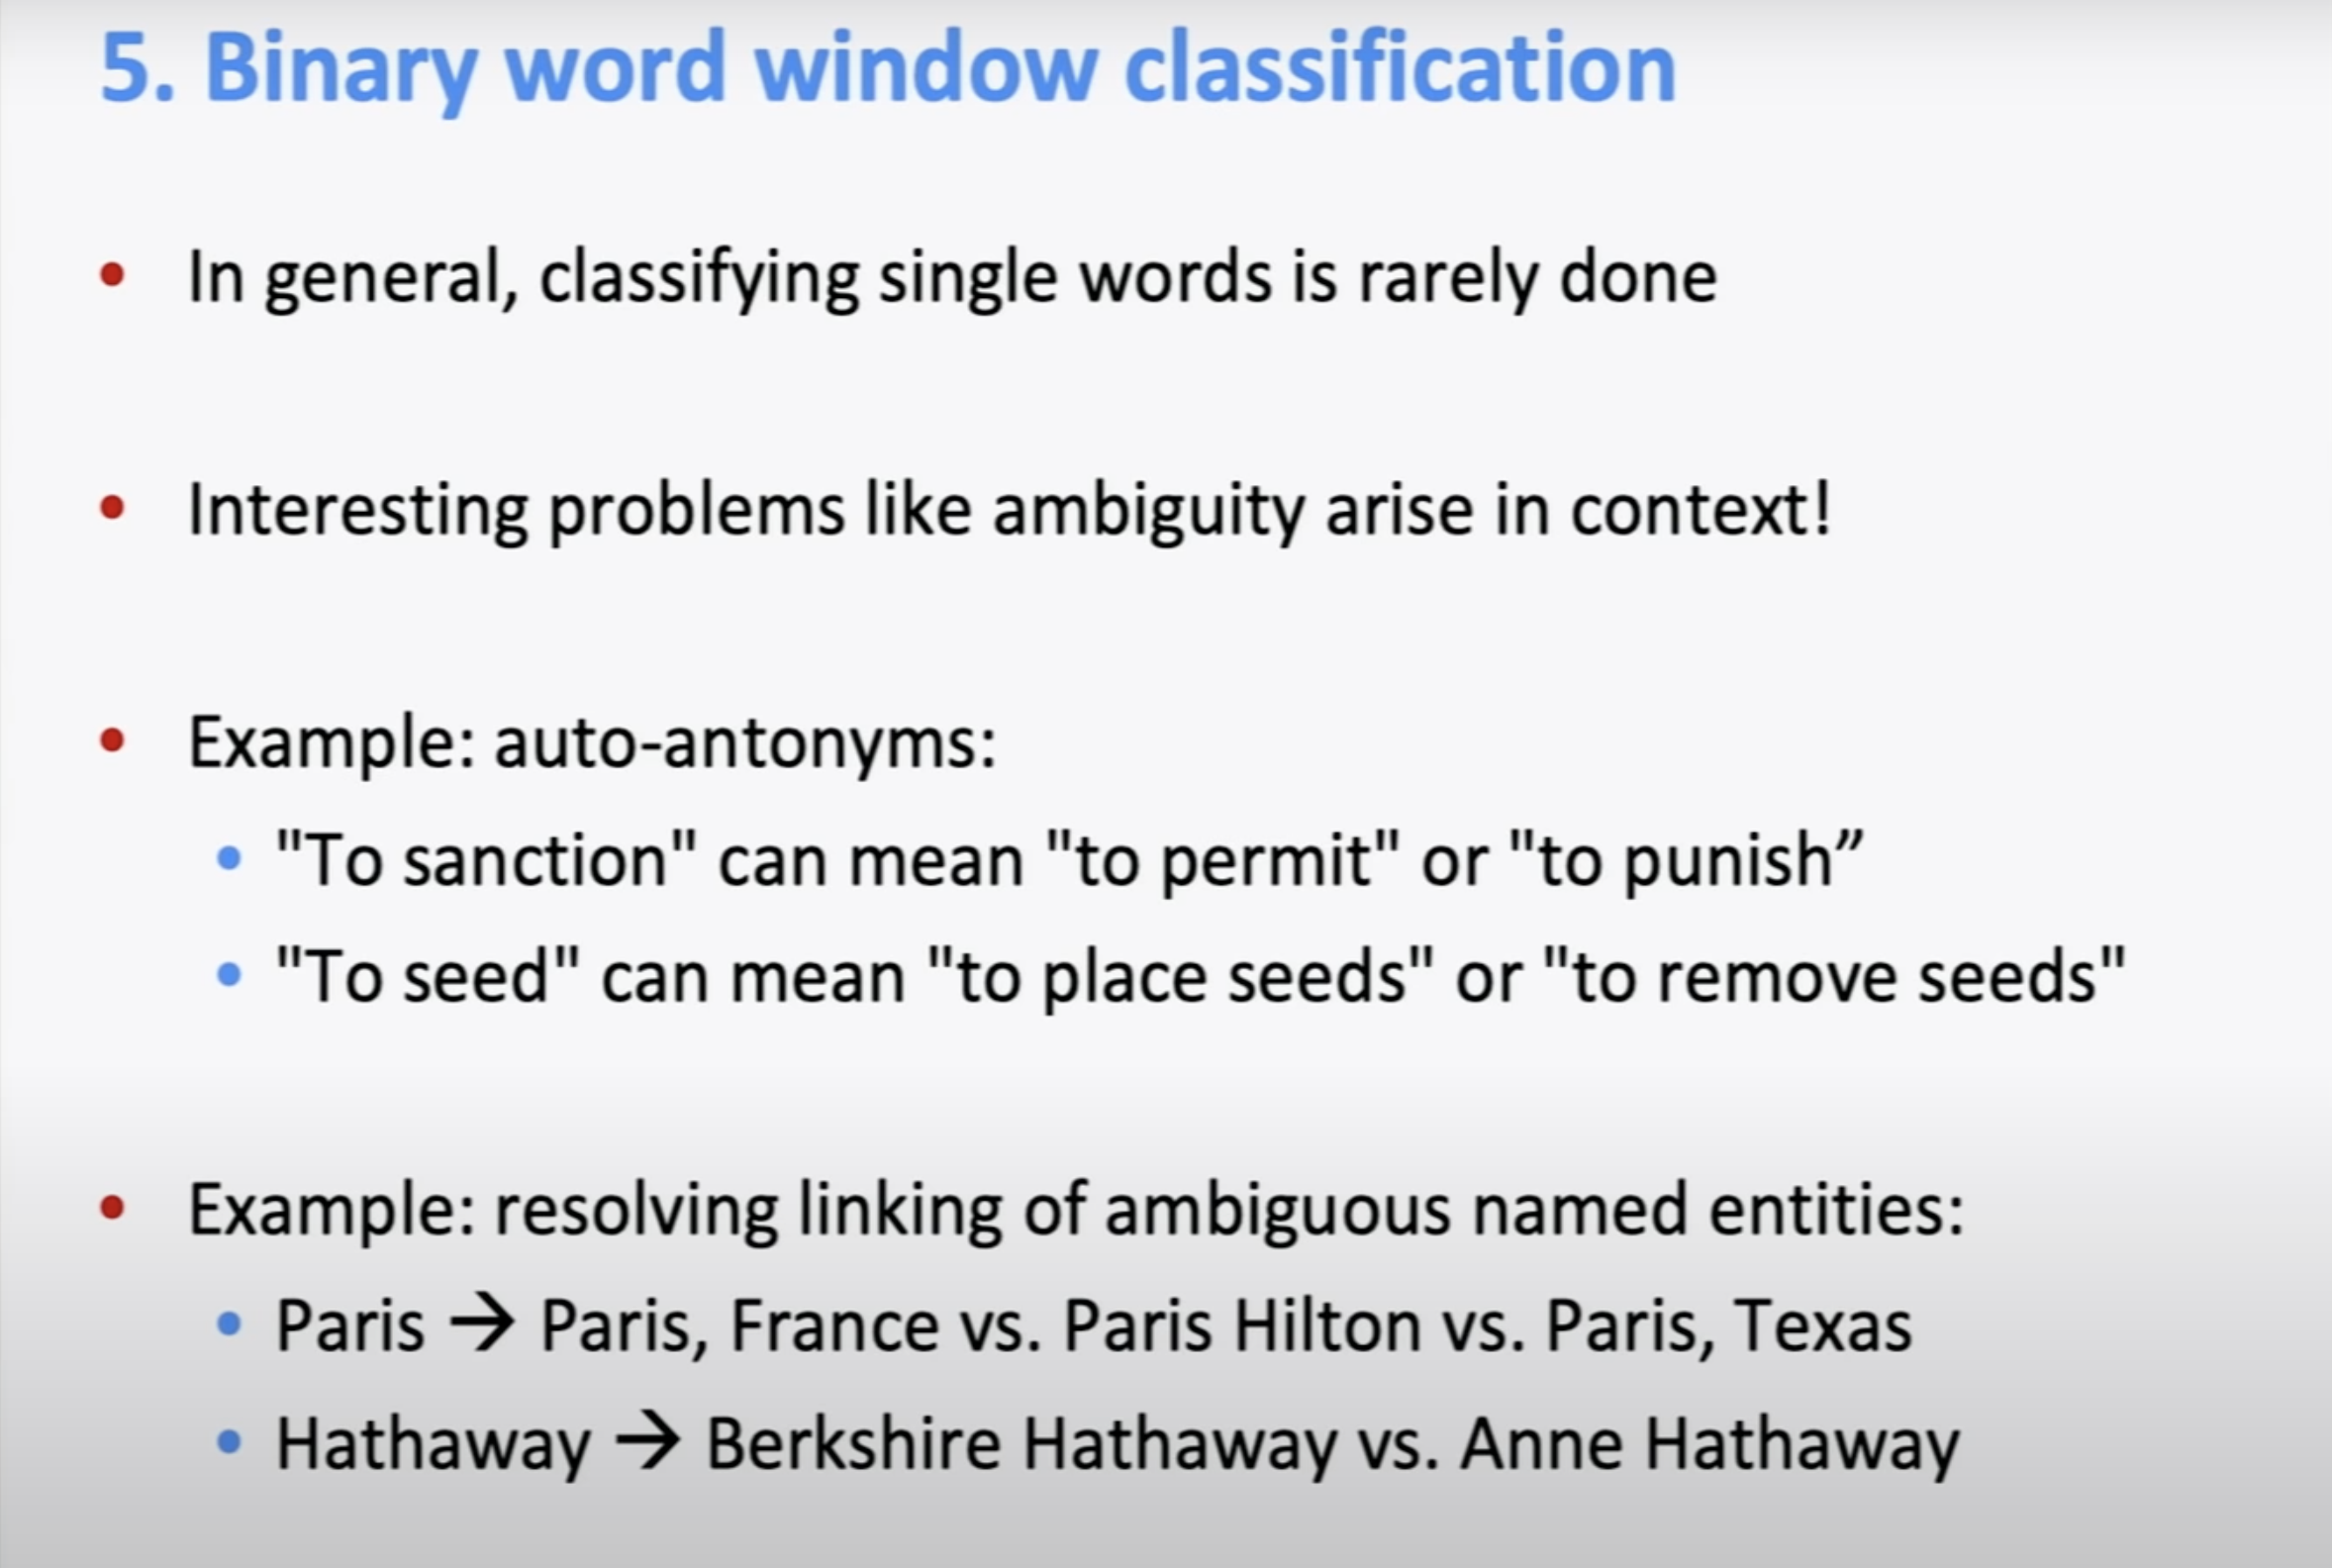 5. Binary word window classification
• In general, classifying single words is rarely done
• Interesting problems like ambiguity arise in context!
• Example: auto-antonyms:
• "To sanction" can mean "to permit" or "to punish”
• "To seed" can mean "to place seeds" or "to remove seeds"
• Example: resolving linking of ambiguous named entities:
• Paris → Paris, France vs. Paris Hilton vs. Paris, Texas
• Hathaway → Berkshire Hathaway vs. Anne Hathaway